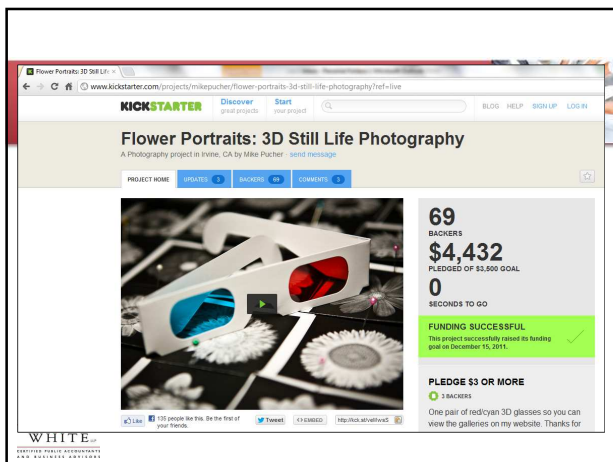 Flower Portraits: 3D Still Life
www.kickstarter.com/projects/mikepucher/flower-portraits-3d-still-life-photography?ref=live
KICKSTARTER
Discover
great projects
Start
your project
BLOG HELP SIGN UP LOG IN
Flower Portraits: 3D Still Life Photography
A Photography project in Irvine, CA by Mike Pucher · send message
PROJECT HOME UPDATES 3 BACKERS 69 COMMENTS 3
69
BACKERS
$4,432
PLEDGED OF $3,500 GOAL
0
SECONDS TO GO
FUNDING SUCCESSFUL
This project successfully raised its funding
goal on December 15, 2011.
PLEDGE $3 OR MORE
3 BACKERS
One pair of red/cyan 3D glasses so you can
view the galleries on my website. Thanks for
Like 135 people like this. Be the first of
your friends.
Tweet
<> EMBED
WHITE LLP
CERTIFIED PUBLIC ACCOUNTANTS
AND BUSINESS ADVISORS